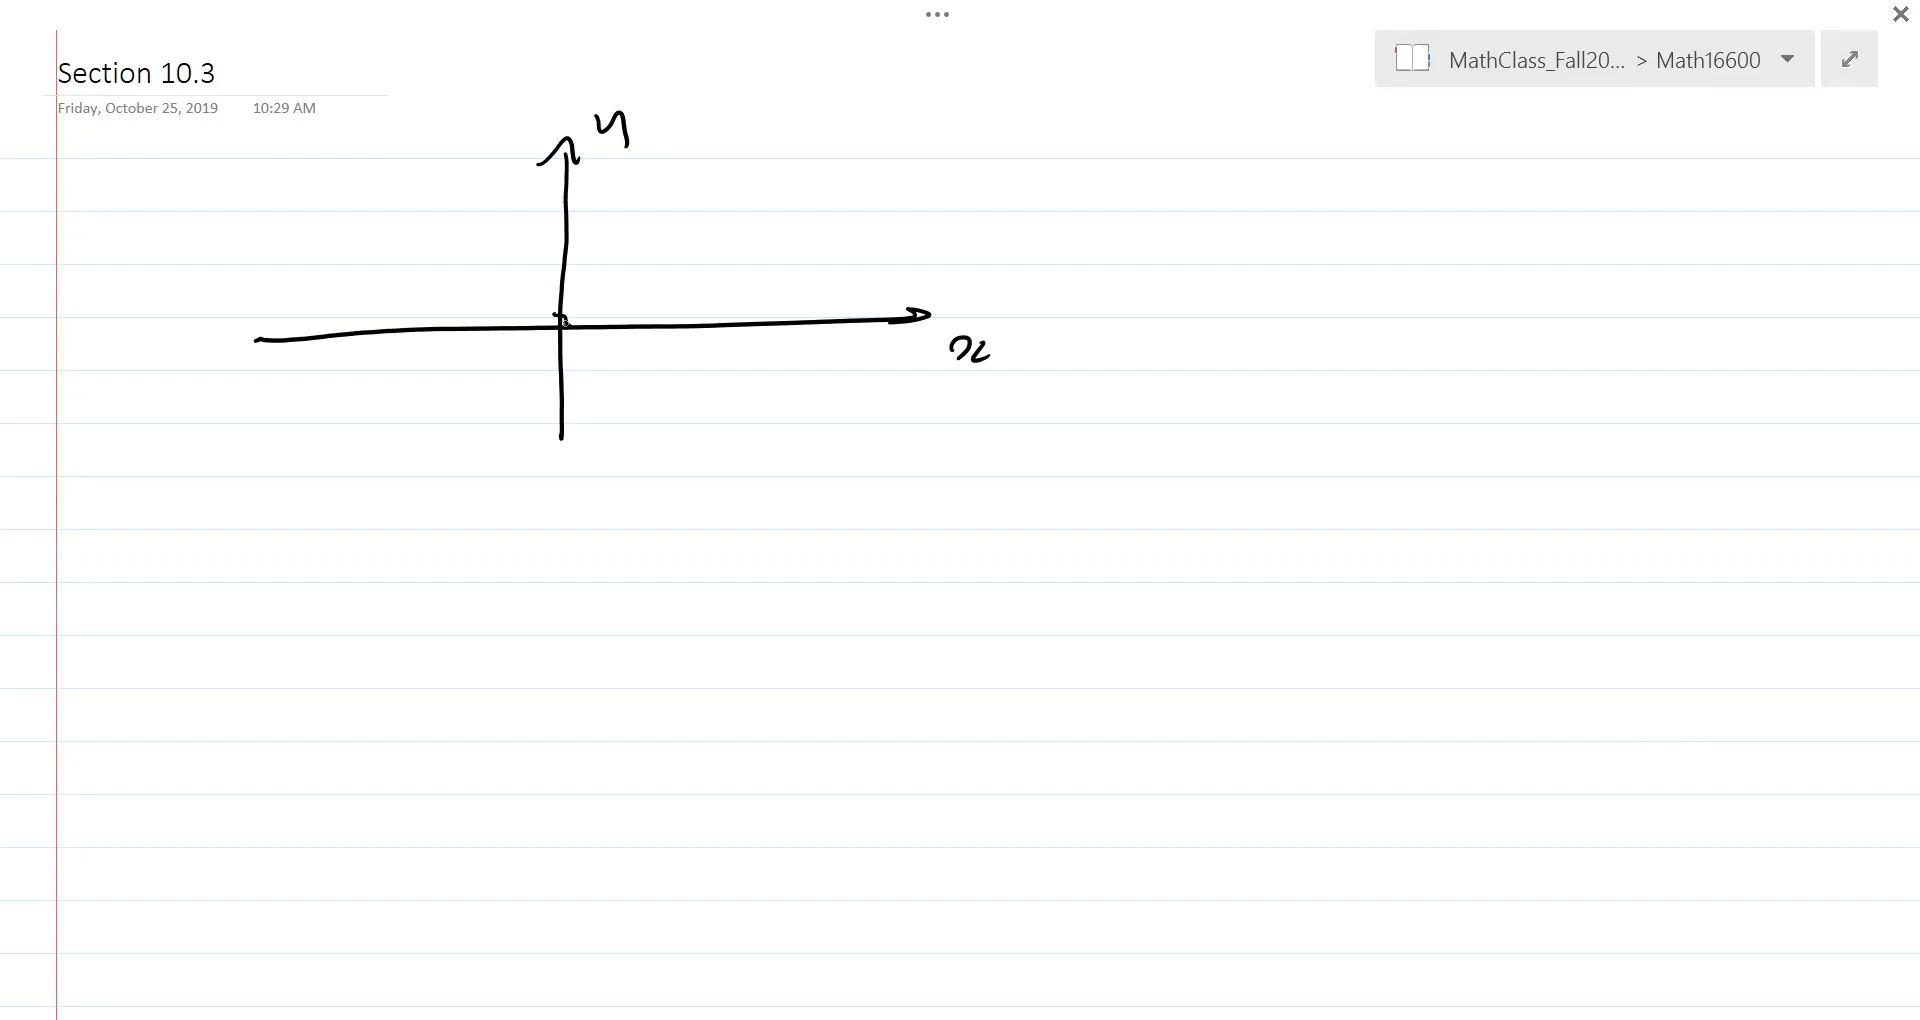 Section 10.3
MathClass_Fall20... > Math16600
Friday, October 25, 2019 10:29 AM
y
x